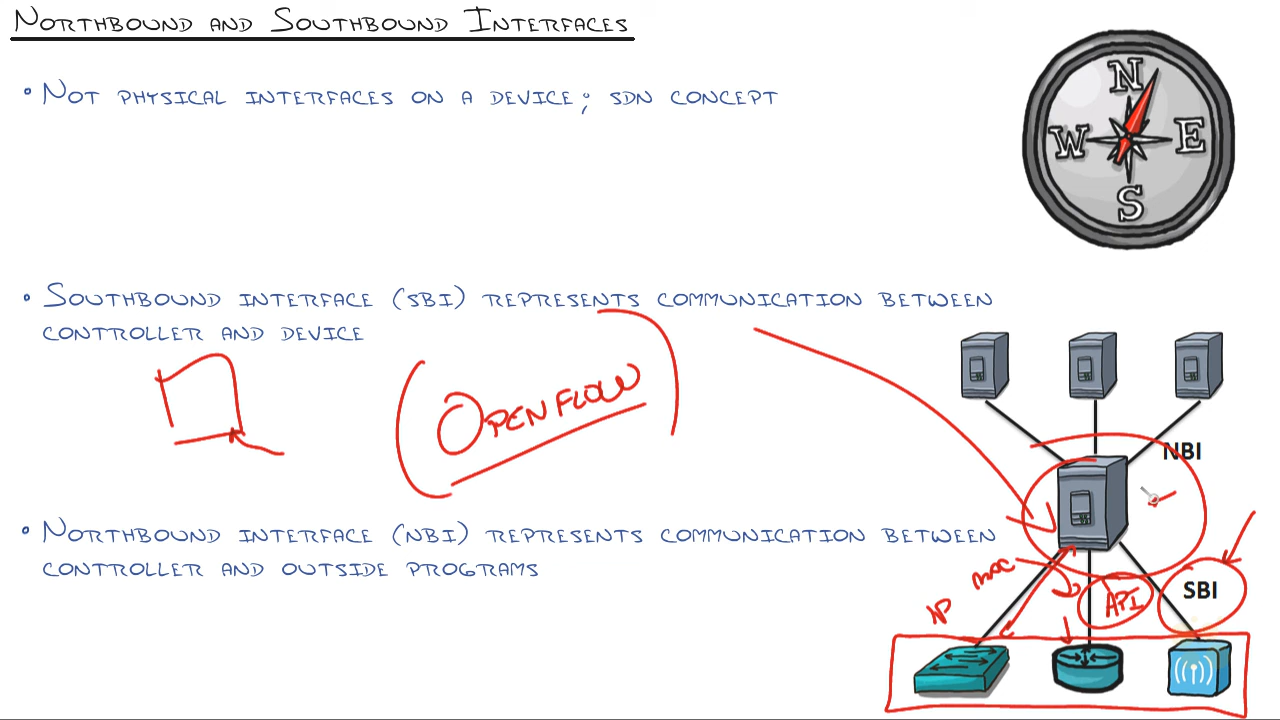 Northbound and Southbound Interfaces
N
W
E
S
• Not physical interfaces on a device; SDN concept
• Southbound interface (SBI) represents communication between
controller and device
OpenFlow
NBI
• Northbound interface (NBI) represents communication between
controller and outside programs
MAC
API
SBI